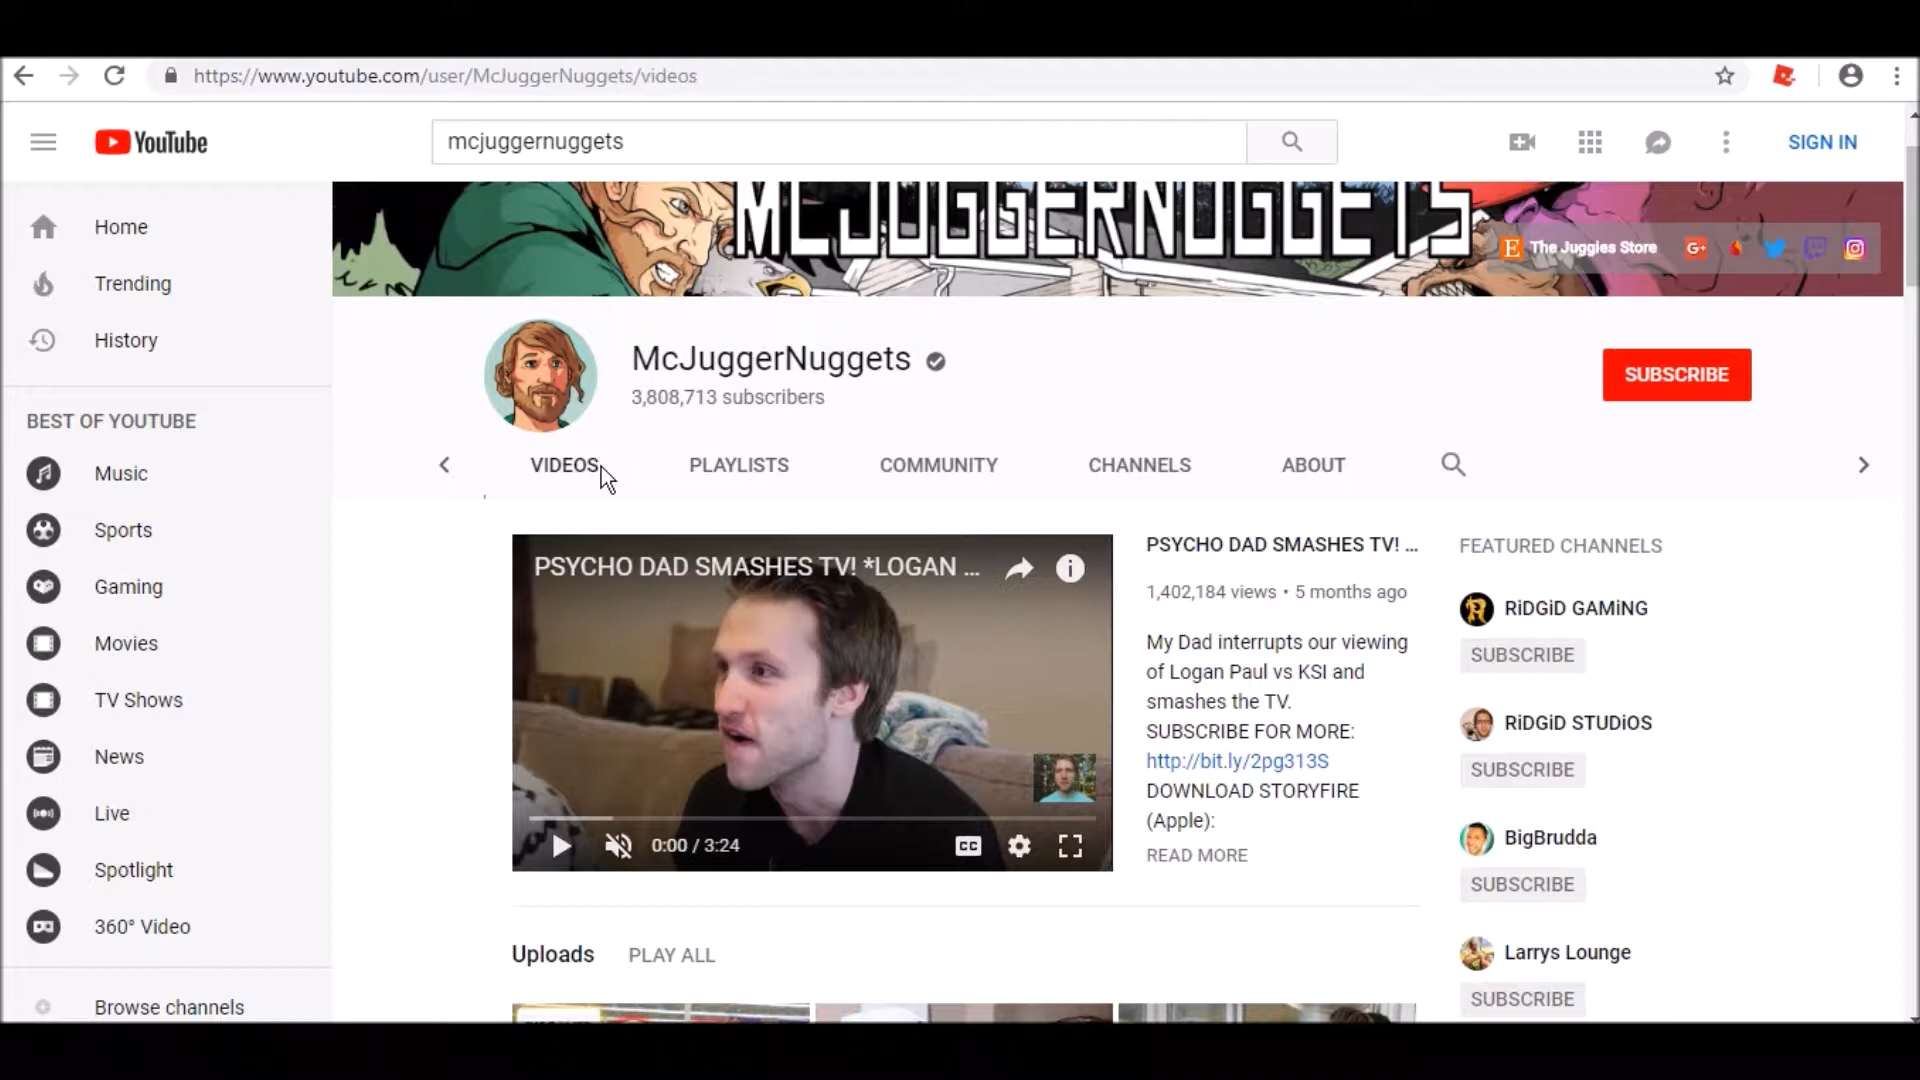 https://www.youtube.com/user/McJuggerNuggets/videos
YouTube
mcjuggernuggets
SIGN IN
Home
Trending
History
BEST OF YOUTUBE
Music
Sports
Gaming
Movies
TV Shows
News
Live
Spotlight
360° Video
Browse channels
MCJUGGERNUGGETS
The Juggies Store
McJuggerNuggets
3,808,713 subscribers
SUBSCRIBE
VIDEOS
PLAYLISTS
COMMUNITY
CHANNELS
ABOUT
PSYCHO DAD SMASHES TV! *LOGAN ...
0:00 / 3:24
CC
PSYCHO DAD SMASHES TV! ...
1,402,184 views • 5 months ago
My Dad interrupts our viewing
of Logan Paul vs KSI and
smashes the TV.
SUBSCRIBE FOR MORE:
http://bit.ly/2pg313S
DOWNLOAD STORYFIRE
(Apple):
READ MORE
FEATURED CHANNELS
RiDGiD GAMiNG
SUBSCRIBE
RiDGiD STUDiOS
SUBSCRIBE
BigBrudda
SUBSCRIBE
Larrys Lounge
SUBSCRIBE
Uploads
PLAY ALL